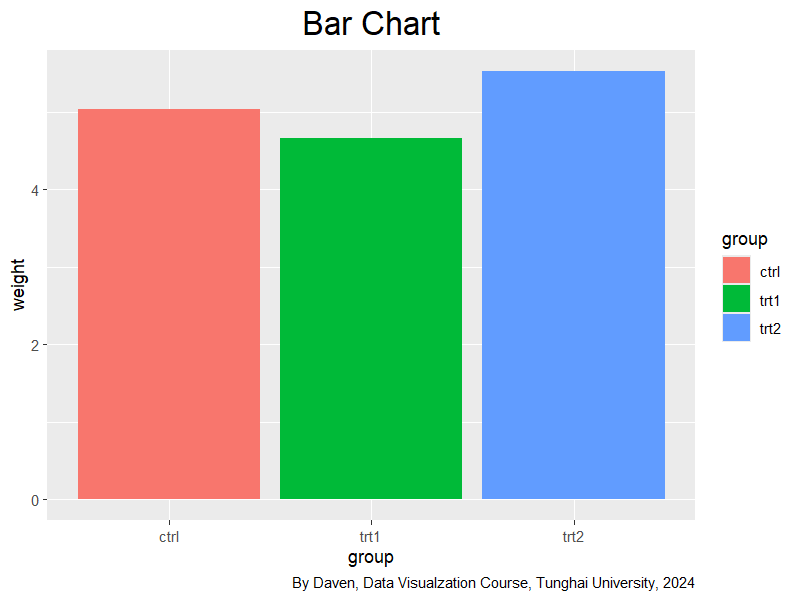 Bar Chart
weight
4
2
0
ctrl
trt1
trt2
group
group
ctrl
trt1
trt2
By Daven, Data Visualzation Course, Tunghai University, 2024